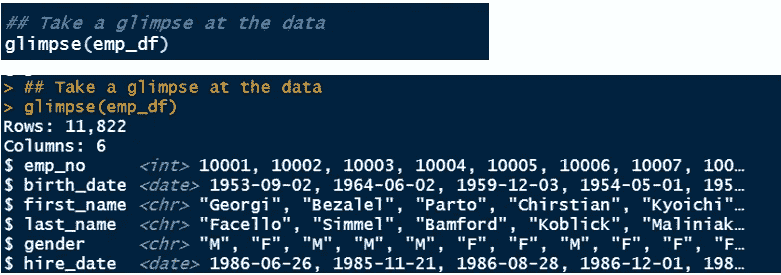 ## Take a glimpse at the data
glimpse(emp_df)
> ## Take a glimpse at the data
> glimpse(emp_df)
Rows: 11,822
Columns: 6
$ emp_no <int> 10001, 10002, 10003, 10004, 10005, 10006, 10007, 100…
$ birth_date <date> 1953-09-02, 1964-06-02, 1959-12-03, 1954-05-01, 195…
$ first_name <chr> "Georgi", "Bezalel", "Parto", "Chirstian", "Kyoichi"…
$ last_name <chr> "Facello", "Simmel", "Bamford", "Koblick", "Maliniak…
$ gender <chr> "M", "F", "M", "M", "M", "F", "F", "M", "F", "F", "F…
$ hire_date <date> 1986-06-26, 1985-11-21, 1986-08-28, 1986-12-01, 198…